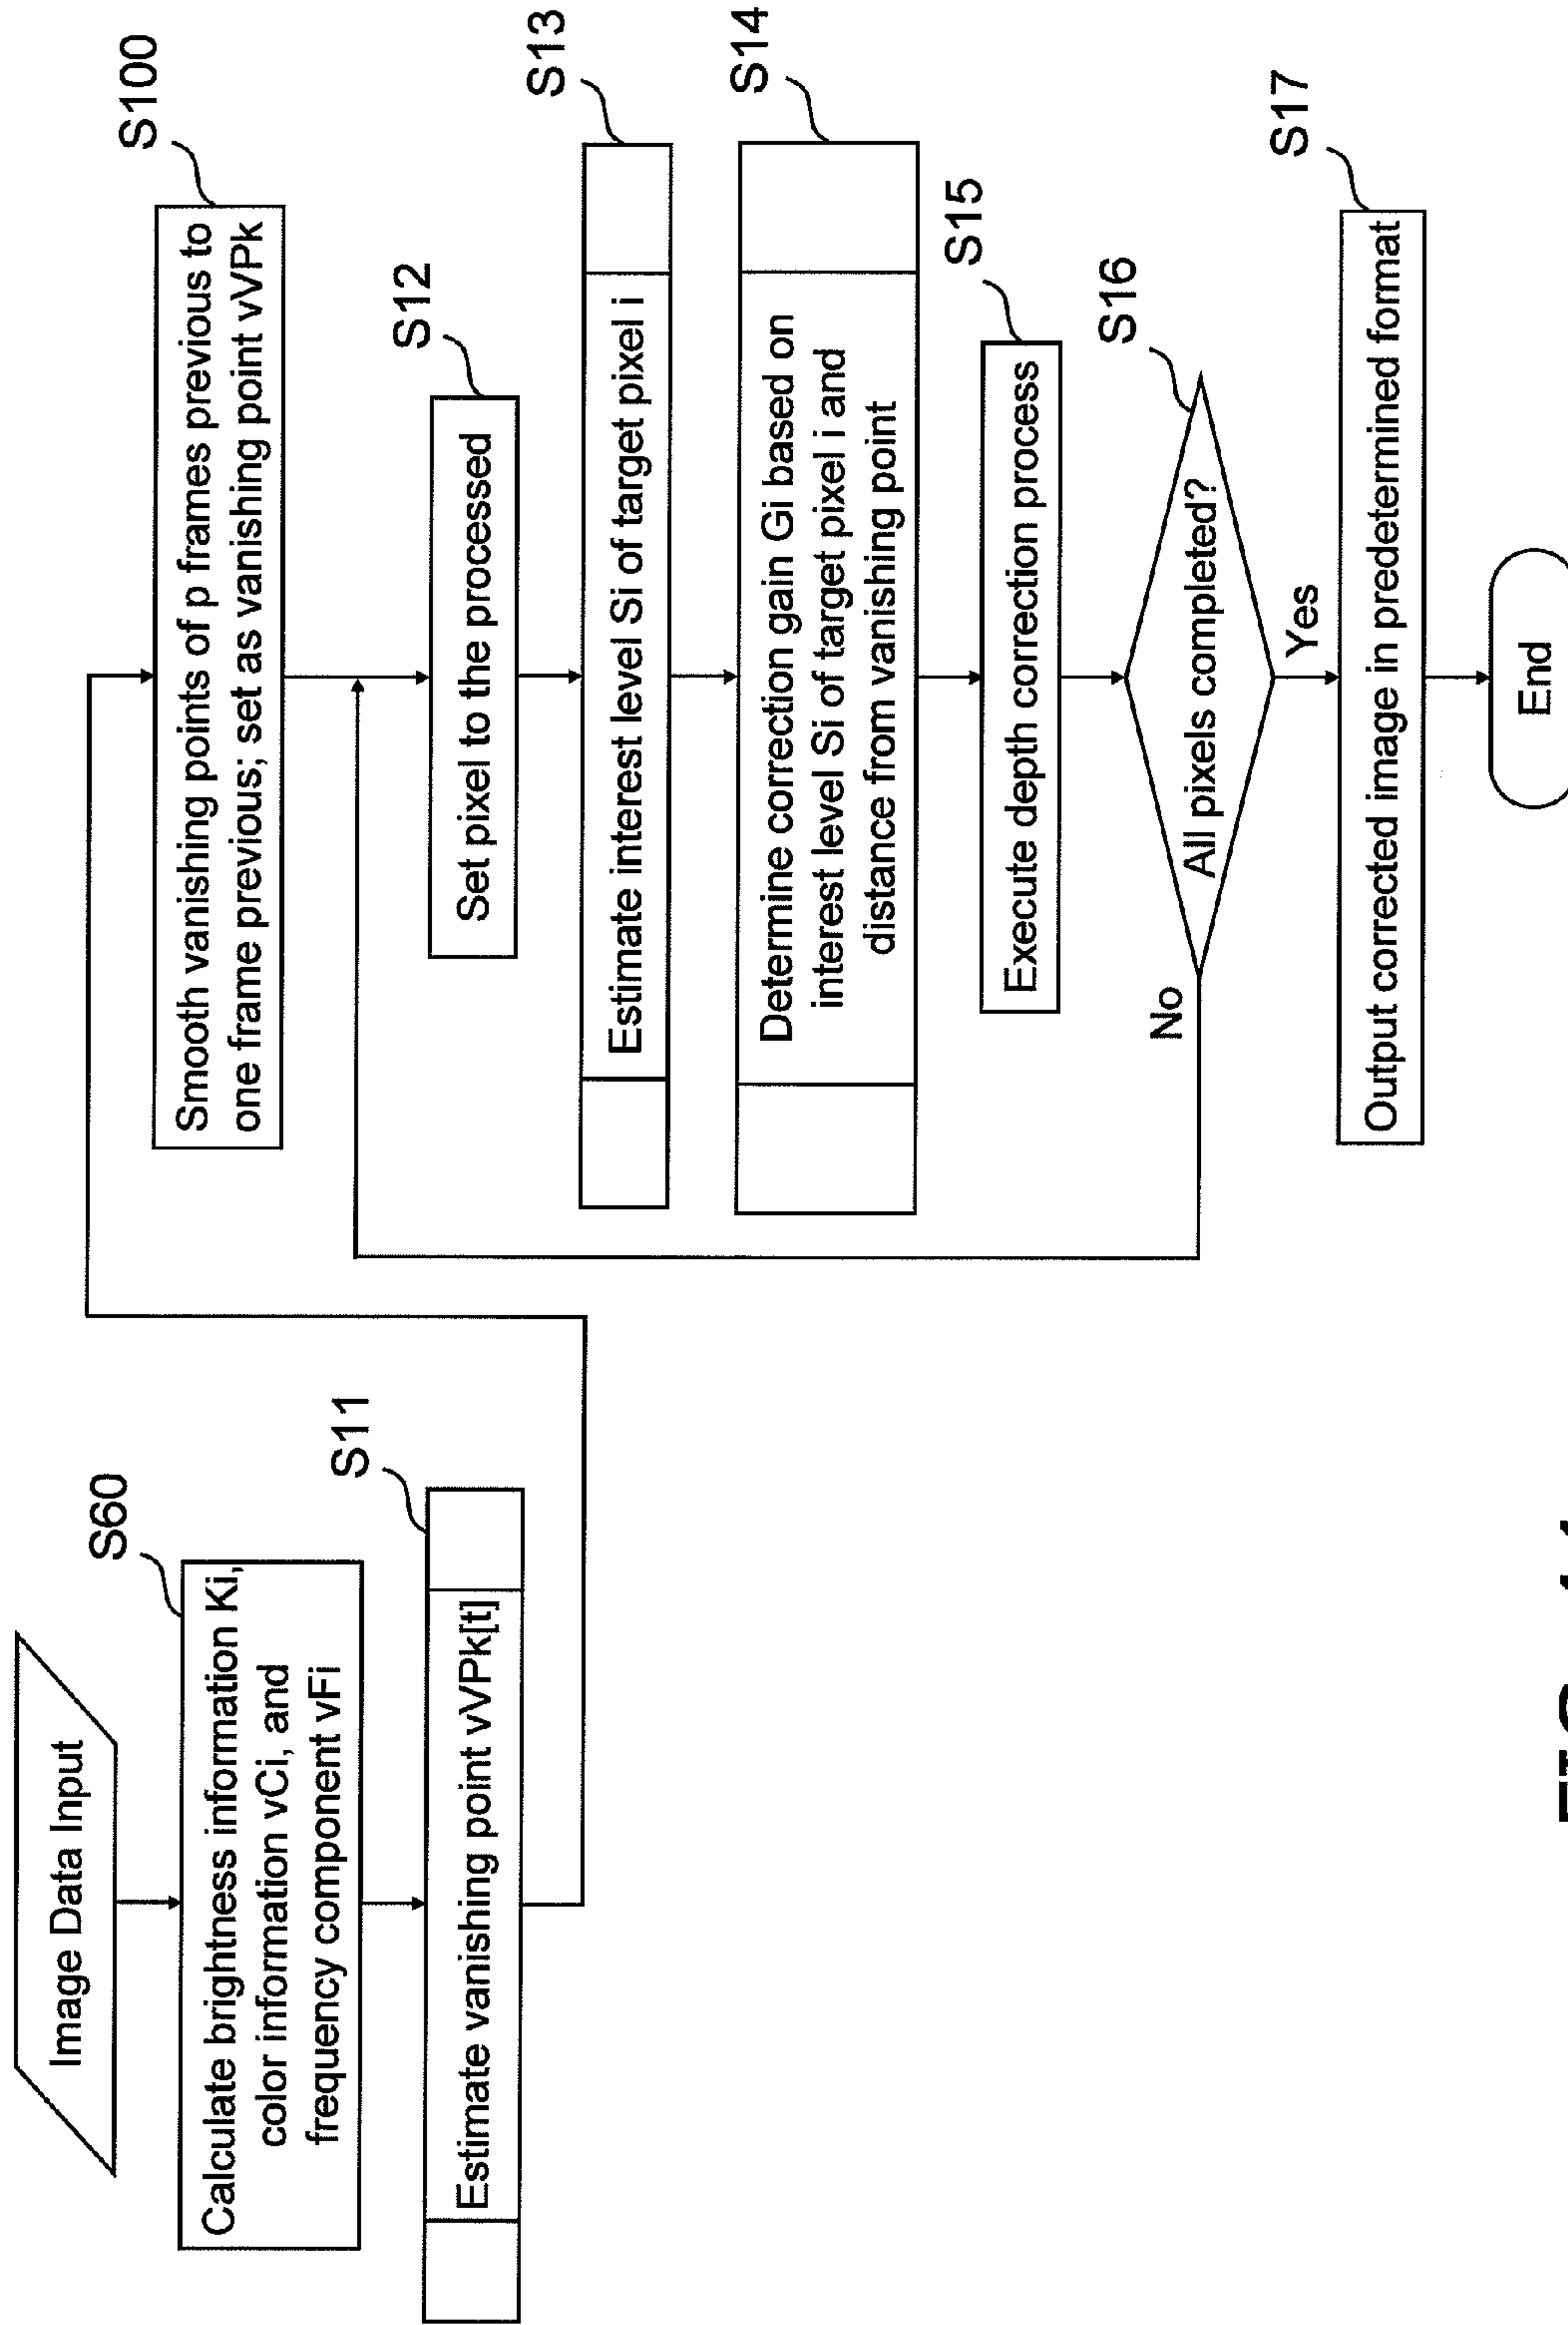 Image Data Input
S60
Calculate brightness information Ki,
color information vCi, and
frequency component vFi
S11
Estimate vanishing point vVPk[t]
S100
Smooth vanishing points of p frames previous to
one frame previous; set as vanishing point vVPk
S12
Set pixel to the processed
S13
Estimate interest level Si of target pixel i
S14
Determine correction gain Gi based on
interest level Si of target pixel i and
distance from vanishing point
S15
Execute depth correction process
S16
All pixels completed?
No
Yes
S17
Output corrected image in predetermined format
End